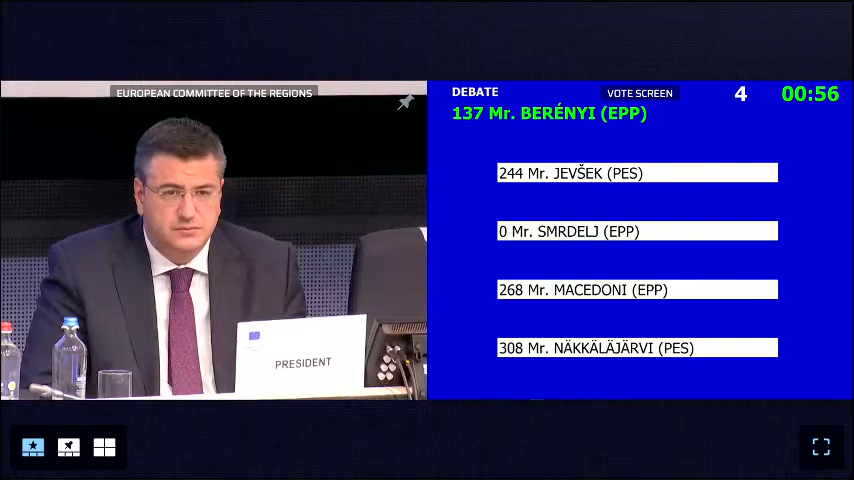 EUROPEAN COMMITTEE OF THE REGIONS
PRESIDENT
DEBATE
VOTE SCREEN
4
00:56
137 Mr. BERÉNYI (EPP)
244 Mr. JEVŠEK (PES)
0 Mr. SMRDELJ (EPP)
268 Mr. MACEDONI (EPP)
308 Mr. NÄKKÄLÄJÄRVI (PES)